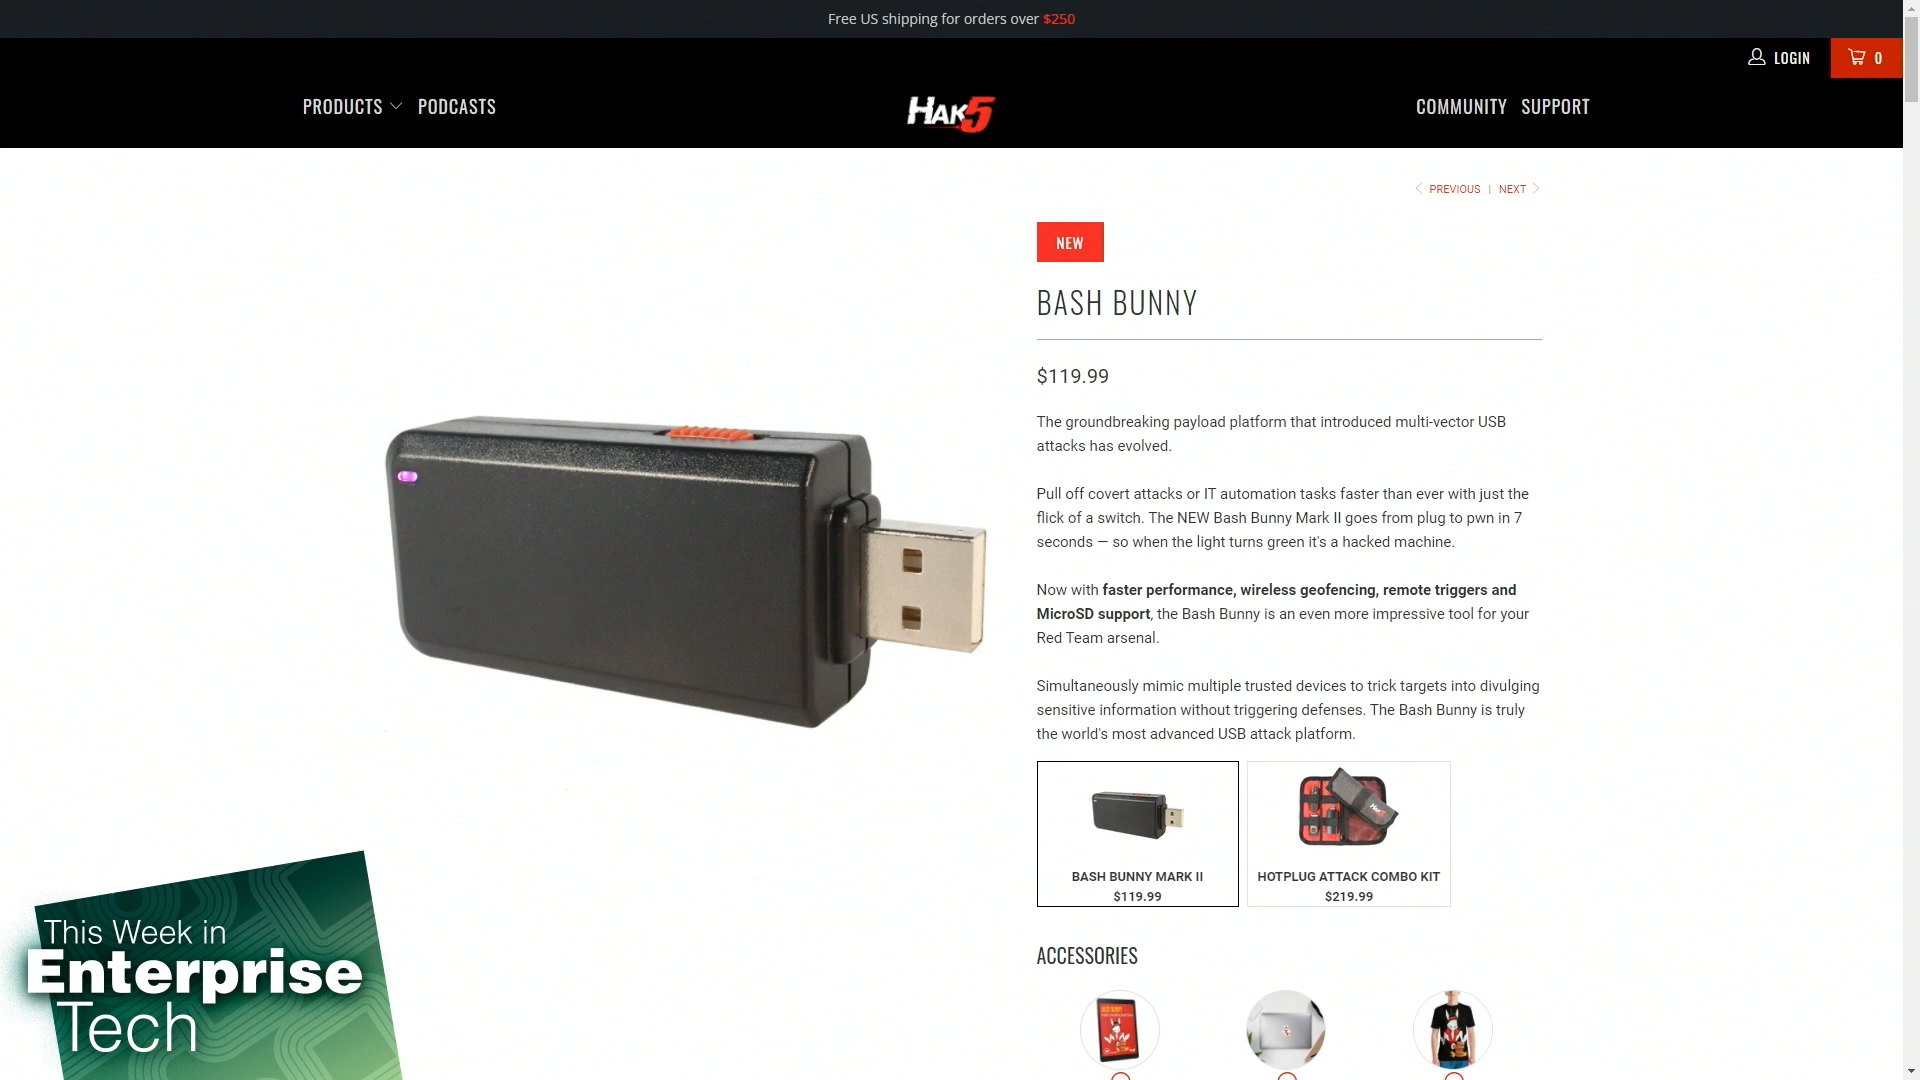 Free US shipping for orders over $250
LOGIN
0
PRODUCTS
PODCASTS
HAK5
COMMUNITY
SUPPORT
PREVIOUS | NEXT
NEW
BASH BUNNY
$119.99
The groundbreaking payload platform that introduced multi-vector USB
attacks has evolved.
Pull off covert attacks or IT automation tasks faster than ever with just the
flick of a switch. The NEW Bash Bunny Mark II goes from plug to pwn in 7
seconds — so when the light turns green it's a hacked machine.
Now with faster performance, wireless geofencing, remote triggers and
MicroSD support, the Bash Bunny is an even more impressive tool for your
Red Team arsenal.
Simultaneously mimic multiple trusted devices to trick targets into divulging
sensitive information without triggering defenses. The Bash Bunny is truly
the world's most advanced USB attack platform.
BASH BUNNY MARK II
$119.99
HOTPLUG ATTACK COMBO KIT
$219.99
ACCESSORIES
This Week in
Enterprise
Tech